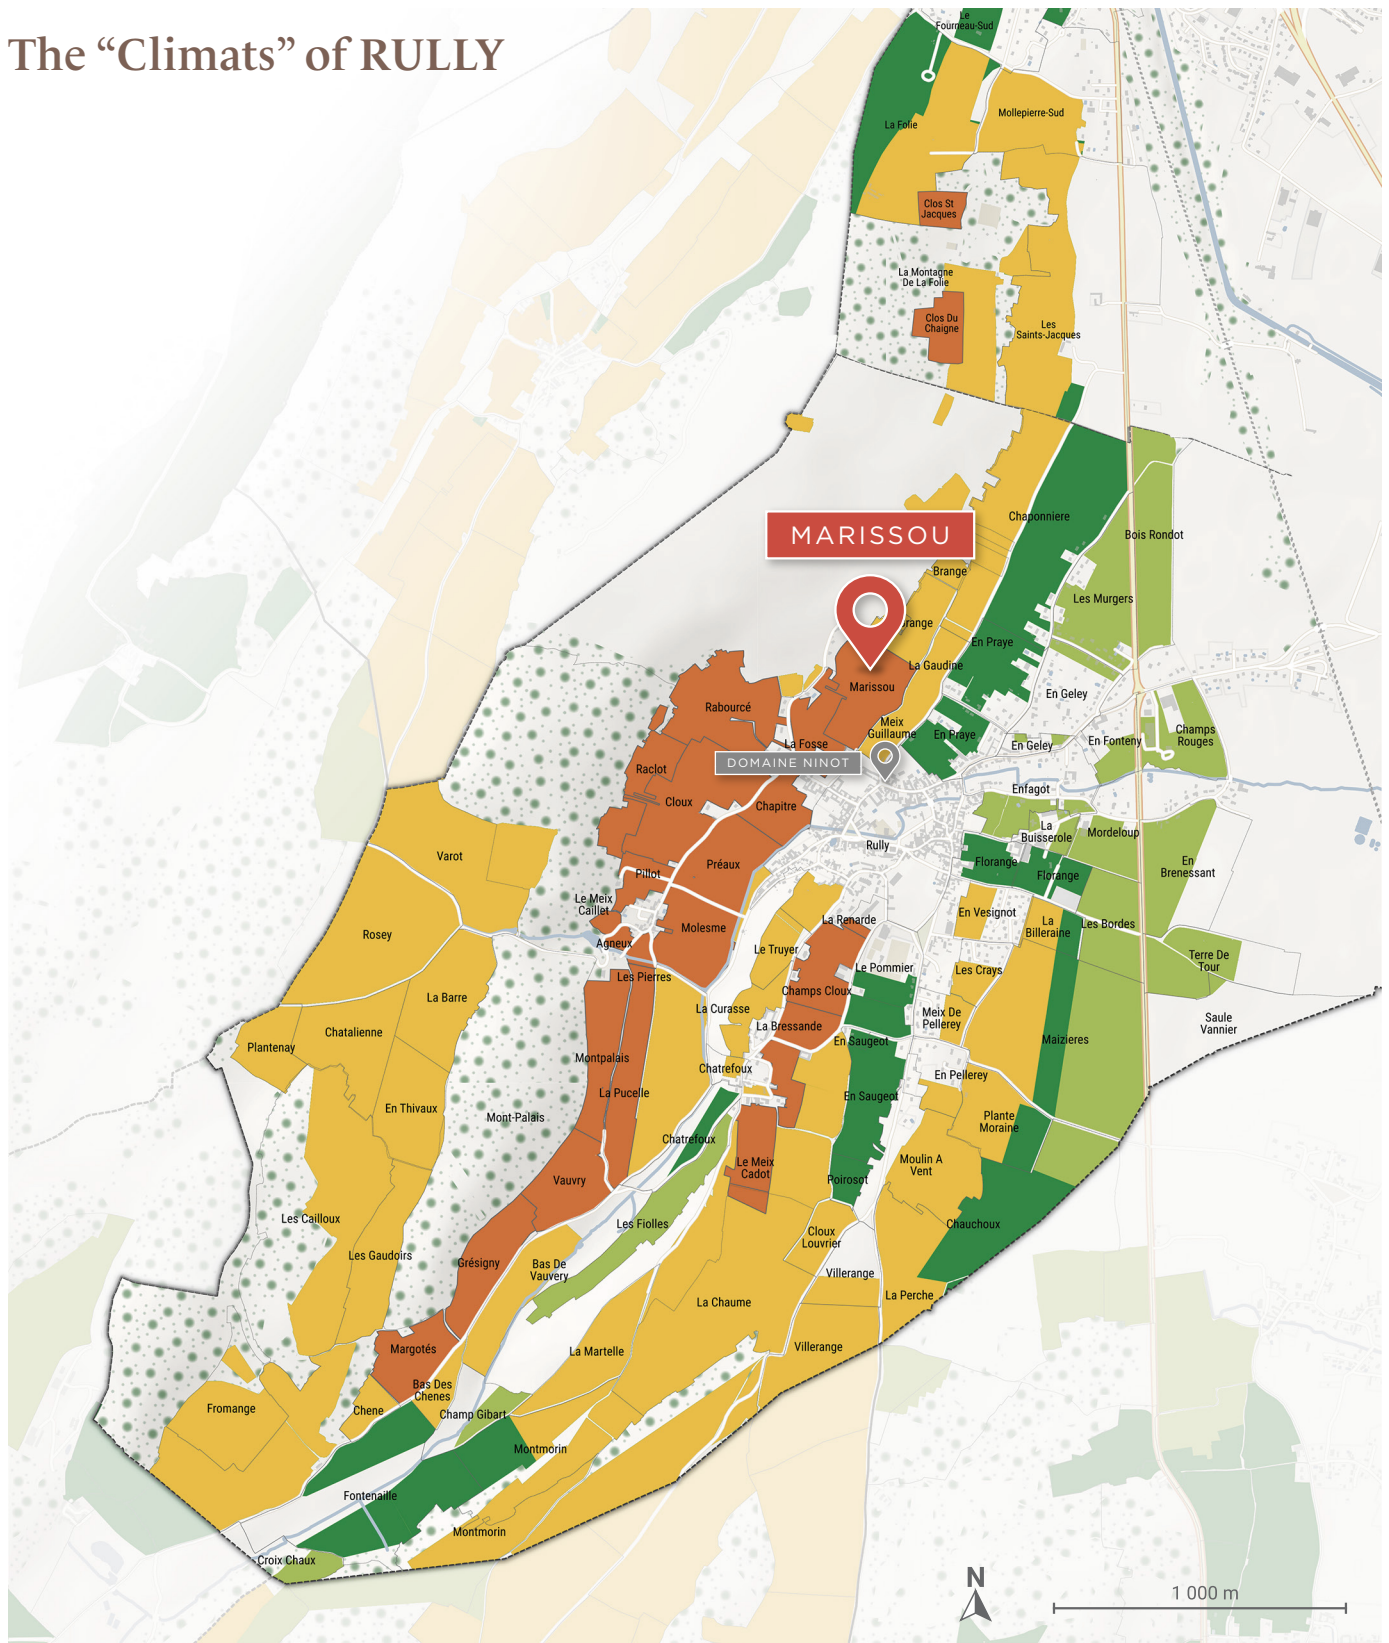 The “Climats” of RULLY
Le
Fourneau-Sud
La Folie
Mollepierre-Sud
Clos St
Jacques
La Montagne
De La Folie
Clos Du
Chaigne
Les
Saints-Jacques
Chaponniere
MARISSOU
Bois Rondot
Brange
Les Murgers
En Praye
La Gaudine
Marissou
En Geley
Rabourcé
Meix
Guillaume
En Praye
Champs
Rouges
La Fosse
En Geley
En Fonteny
DOMAINE NINOT
Raclot
Cloux
Chapitre
Enfagot
La
Buisserole
Mordeloup
Rully
Varot
Préaux
Florange
Florange
En
Brenessant
Pillot
Le Meix
Caillet
La Renarde
En Vesignot
La
Billeraine
Les Bordes
Rosey
Molesme
Agneux
Le Truyer
Le Pommier
Les Crays
Terre De
Tour
Les Pierres
Champs Cloux
La Barre
La Curasse
La Bressande
Meix De
Pellerey
Saule
Vannier
Chatalienne
Plantenay
En Saugeot
Maizieres
Montpalais
Chatrefoux
En Pellerey
La Pucelle
En Saugeot
En Thivaux
Mont-Palais
Plante
Moraine
Chatrefoux
Le Meix
Cadot
Moulin A
Vent
Vauvry
Poirosot
Les Cailloux
Les Fiolles
Chauchoux
Cloux
Louvrier
Les Gaudoirs
Grésigny
Bas De
Vauvery
Villerange
La Perche
La Chaume
Margotés
La Martelle
Villerange
Bas Des
Chenes
Fromange
Chene
Champ Gibart
Montmorin
Fontenaille
Montmorin
Croix Chaux
N
1 000 m